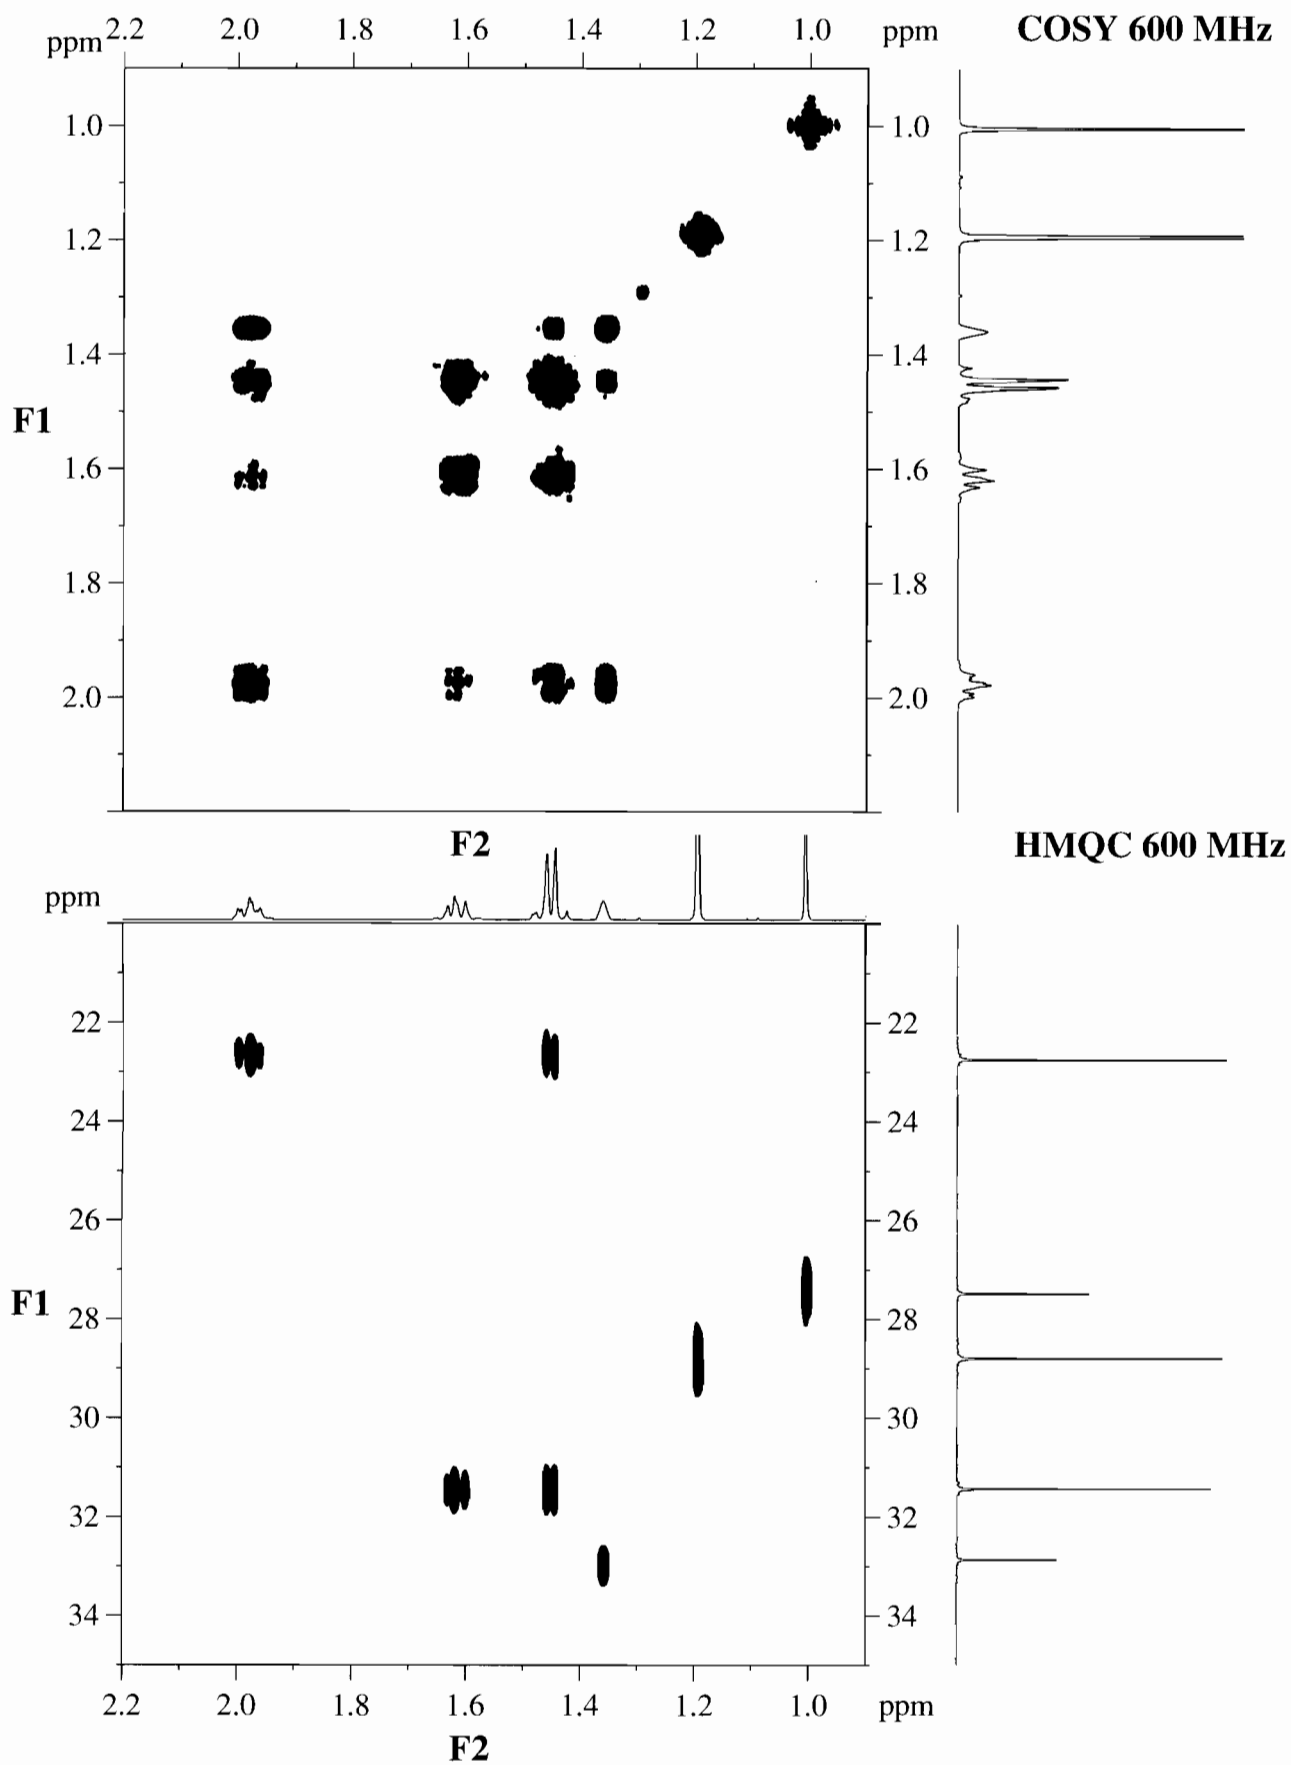 ppm 2.2 2.0 1.8 1.6 1.4 1.2 1.0 ppm COSY 600 MHz
1.0 1.0
1.2 1.2
1.4 1.4
F1
1.6 1.6
1.8 1.8
2.0 2.0
F2 HMQC 600 MHz
ppm
22 22
24 24
26 26
F1
28 28
30 30
32 32
34 34
2.2 2.0 1.8 1.6 1.4 1.2 1.0 ppm
F2